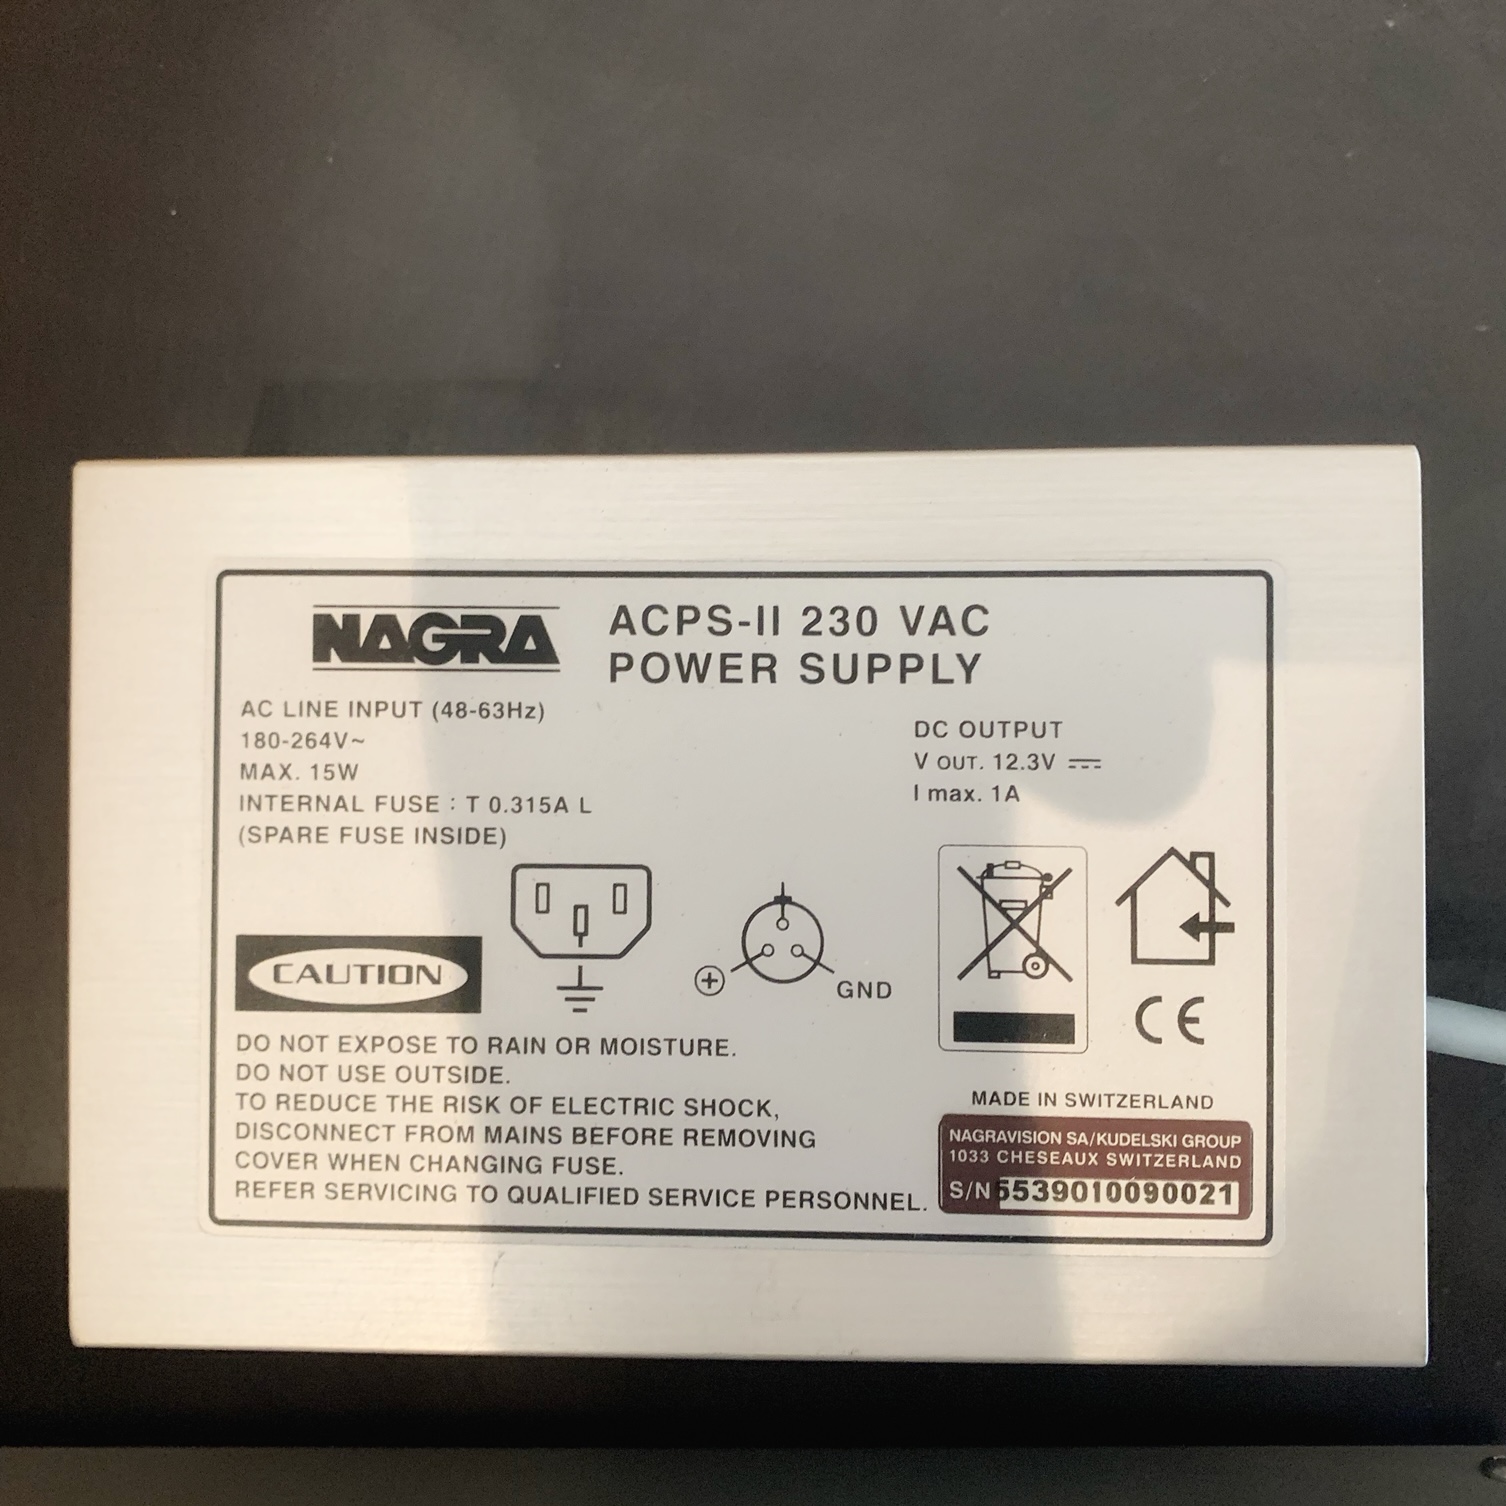 NAGRA
ACPS-II 230 VAC
POWER SUPPLY
AC LINE INPUT (48-63Hz)
180-264V~
MAX. 15W
INTERNAL FUSE : T 0.315A L
(SPARE FUSE INSIDE)
DC OUTPUT
V OUT. 12.3V
I max. 1A
GND
CAUTION
DO NOT EXPOSE TO RAIN OR MOISTURE.
DO NOT USE OUTSIDE.
TO REDUCE THE RISK OF ELECTRIC SHOCK,
DISCONNECT FROM MAINS BEFORE REMOVING
COVER WHEN CHANGING FUSE.
REFER SERVICING TO QUALIFIED SERVICE PERSONNEL.
CE
MADE IN SWITZERLAND
NAGRAVISION SA/KUDELSKI GROUP
1033 CHESEAUX SWITZERLAND
S/N 5539010090021